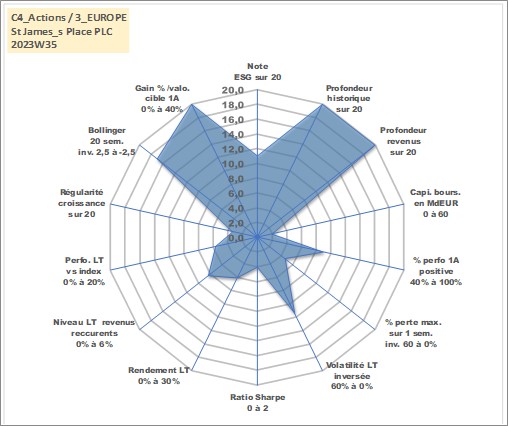 C4_Actions / 3_EUROPE
St James_s Place PLC
2023W35
Note
ESG sur 20
Profondeur
historique
sur 20
Profondeur
revenus
sur 20
Capi. bours.
en MdEUR
0 à 60
% perfo 1A
positive
40% à 100%
% perte max.
sur 1 sem.
inv. 60 à 0%
Volatilité LT
inversée
60% à 0%
Ratio Sharpe
0 à 2
Rendement LT
0% à 30%
Niveau LT revenus
reccurents
0% à 6%
Perfo. LT
vs index
0% à 20%
Régularité
croissance
sur 20
Bollinger
20 sem.
inv. 2,5 à -2,5
Gain %/valo.
cible 1A
0% à 40%
20,0
18,0
16,0
14,0
12,0
10,0
8,0
6,0
4,0
2,0
0,0